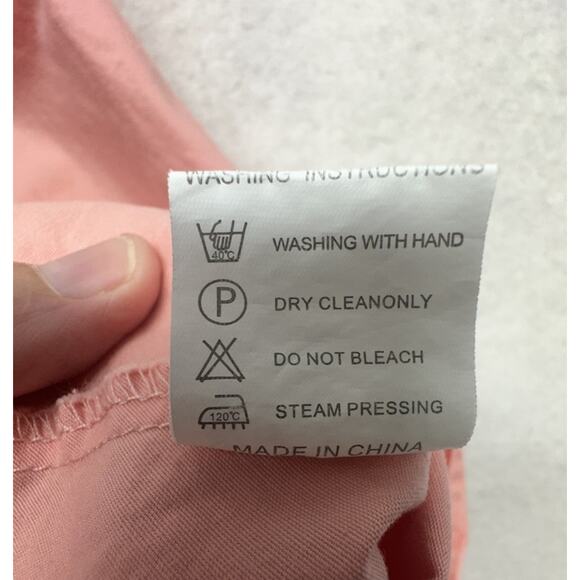 WASHING INSTRUCTIONS
40°C WASHING WITH HAND
P DRY CLEANONLY
DO NOT BLEACH
120°C STEAM PRESSING
MADE IN CHINA